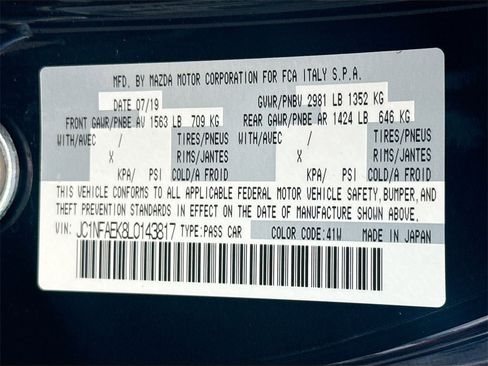 MFD. BY MAZDA MOTOR CORPORATION FOR FCA ITALY S.P.A.
DATE 07/19 GVWR/PNBV 2981 LB 1352 KG
FRONT GAWR/PNBE AV 1563 LB 709 KG REAR GAWR/PNBE AR 1424 LB 646 KG
WITH/AVEC / TIRES/PNEUS WITH/AVEC / TIRES/PNEUS
X RIMS/JANTES X RIMS/JANTES
KPA/ PSI COLD/A FROID KPA/ PSI COLD/A FROID
THIS VEHICLE CONFORMS TO ALL APPLICABLE FEDERAL MOTOR VEHICLE SAFETY,BUMPER,AND
THEFT PREVENTION STANDARDS IN EFFECT ON THE DATE OF MANUFACTURE SHOWN ABOVE.
VIN: JC1NFAEK8L0143817 TYPE:PASS CAR COLOR CODE:41W MADE IN JAPAN